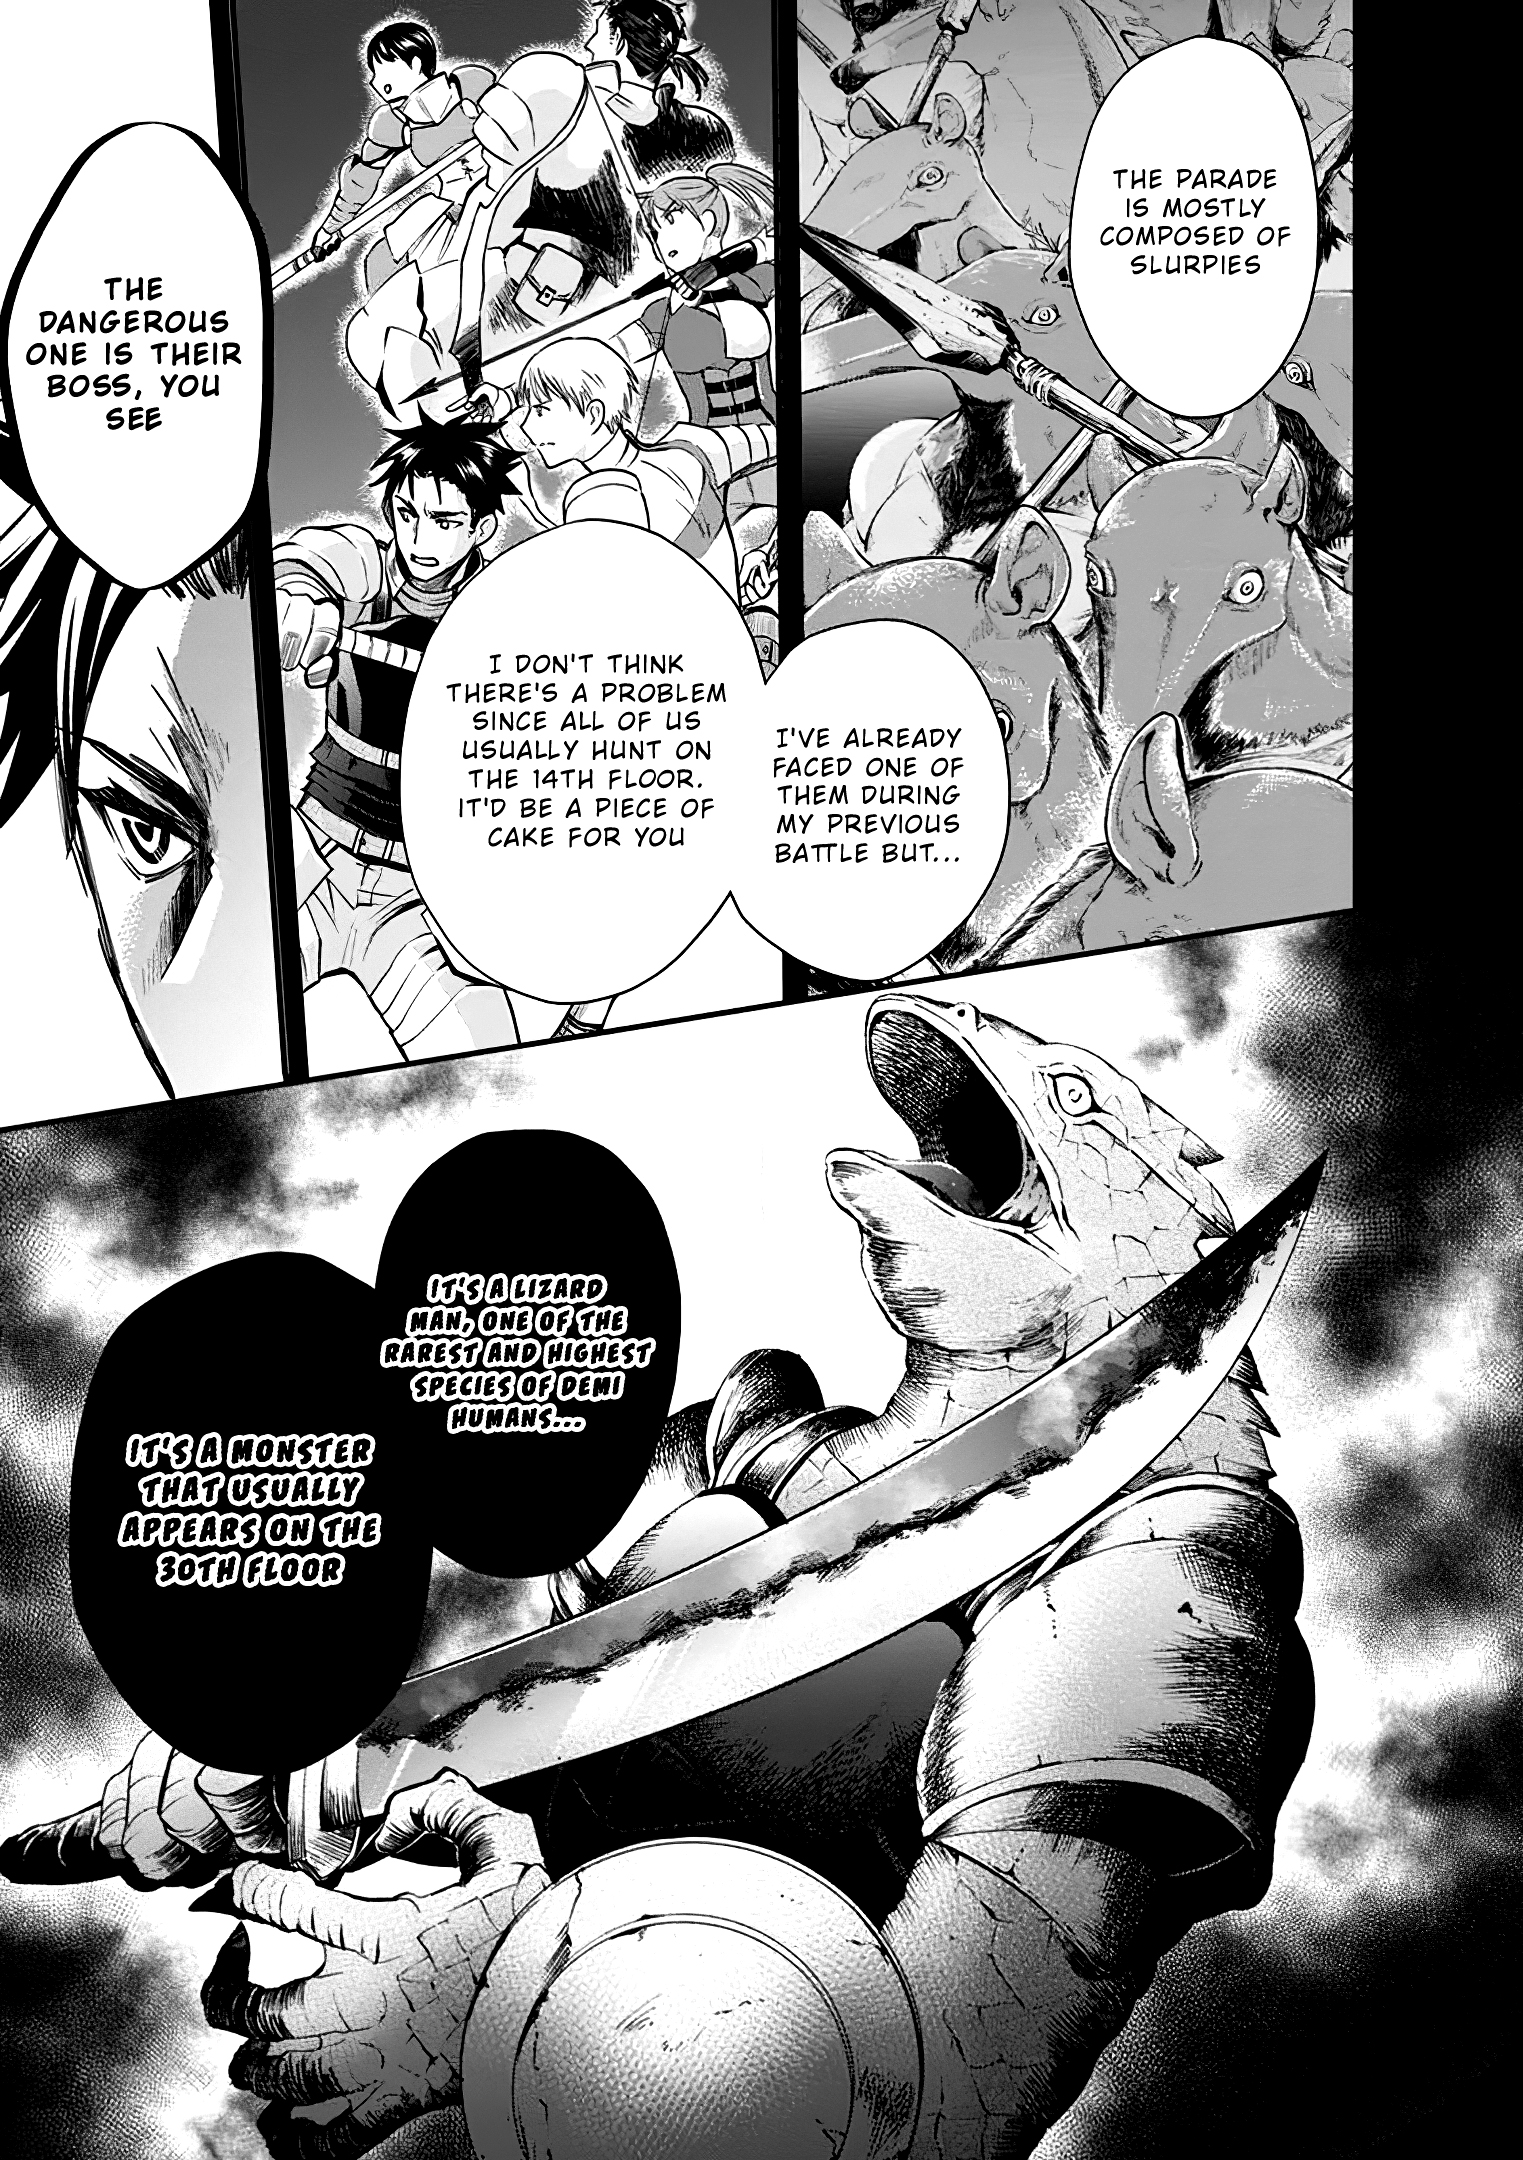 THE PARADE
IS MOSTLY
COMPOSED OF
SLURPIES
I'VE ALREADY
FACED ONE OF
THEM DURING
MY PREVIOUS
BATTLE BUT...
I DON'T THINK
THERE'S A PROBLEM
SINCE ALL OF US
USUALLY HUNT ON
THE 14TH FLOOR.
IT'D BE A PIECE OF
CAKE FOR YOU
THE
DANGEROUS
ONE IS THEIR
BOSS, YOU
SEE
IT'S A LIZARD
MAN, ONE OF THE
RAREST AND HIGHEST
SPECIES OF DEMI
HUMANS...
IT'S A MONSTER
THAT USUALLY
APPEARS ON THE
30TH FLOOR